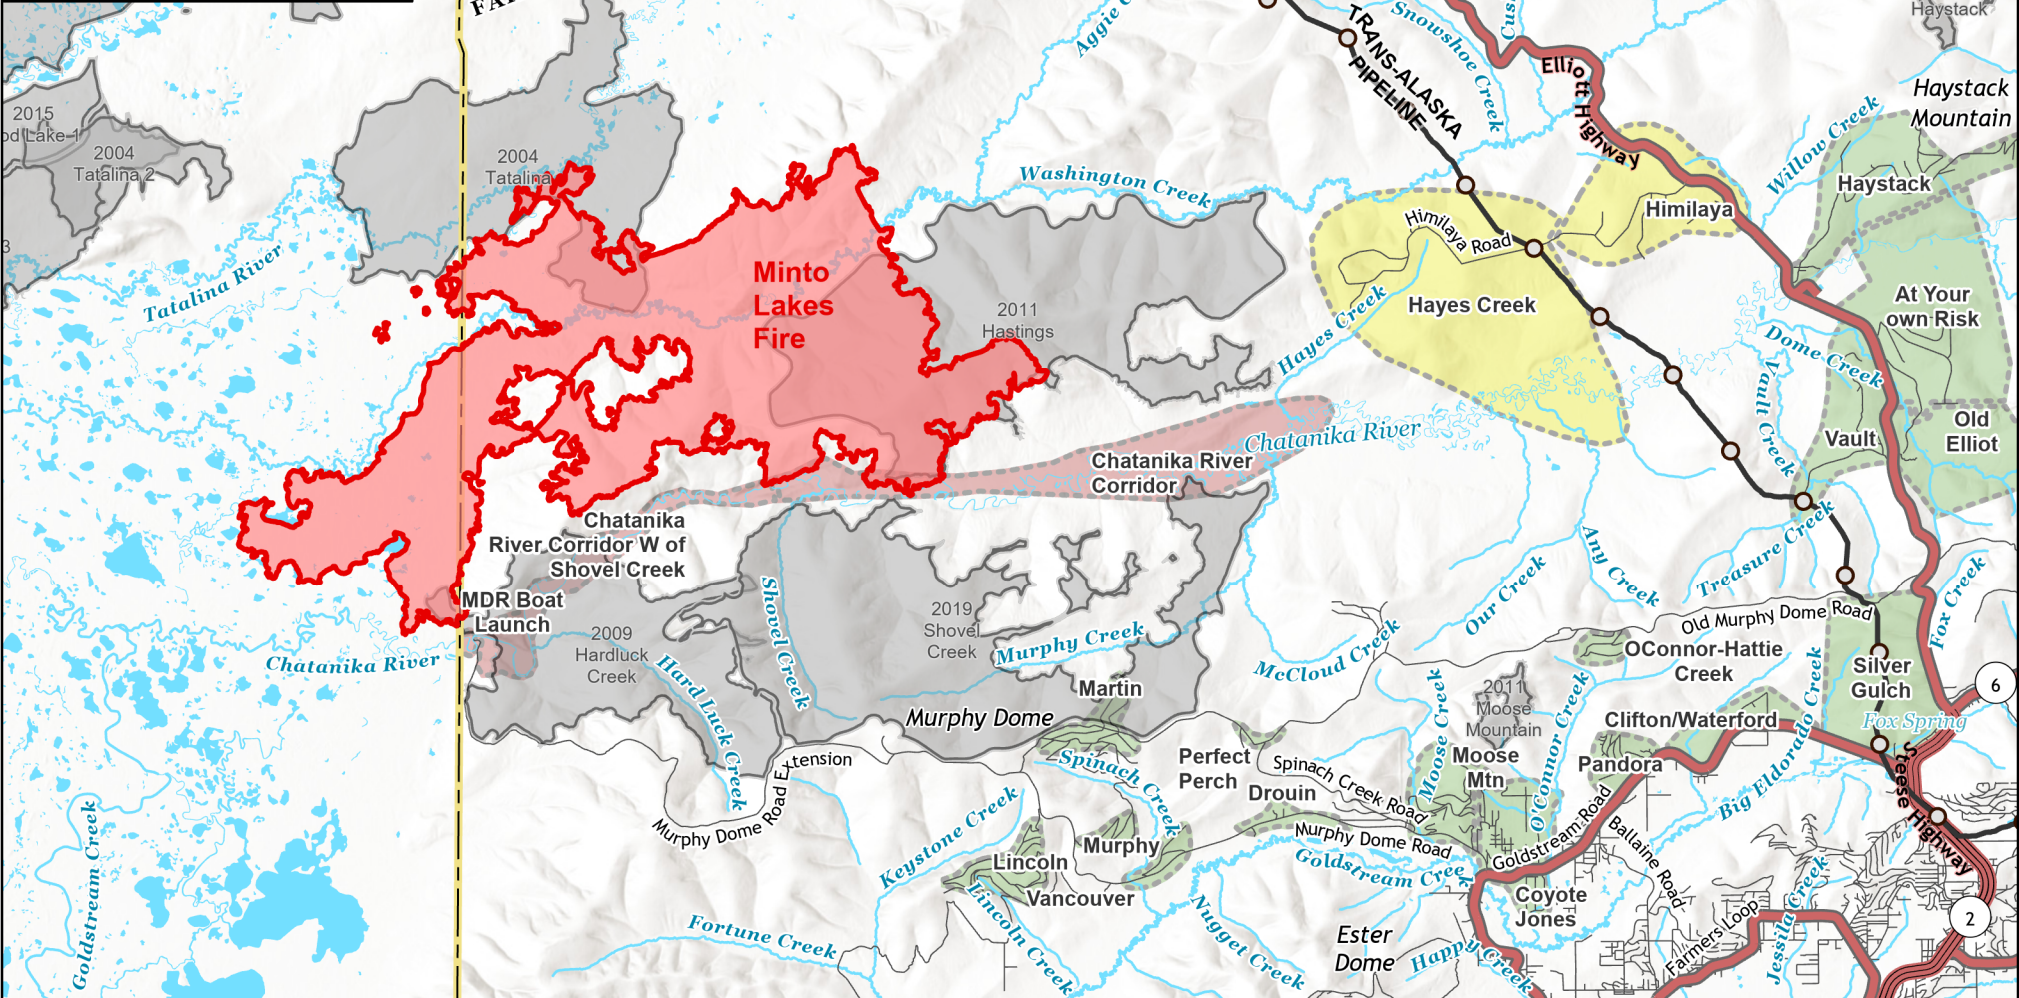 Haystack
TRANS-ALASKA
PIPELINE
Snowshoe Creek
Elliott Highway
Haystack
Mountain
2015
2004
Tatalina 2
2004
Tatalina
Washington Creek
Willow Creek
Haystack
Himilaya
Himilaya Road
Tatalina River
Minto
Lakes
Fire
2011
Hastings
Hayes Creek
Hayes Creek
At Your
own Risk
Dome Creek
Vault Creek
Old
Elliot
Vault
Chatanika River
Chatanika River
Corridor
Chatanika
River Corridor W of
Shovel Creek
MDR Boat
Launch
Treasure Creek
Any Creek
Our Creek
Fox Creek
Shovel Creek
2019
Shovel
Creek
2009
Hardluck
Creek
Murphy Creek
McCloud Creek
Old Murphy Dome Road
OConnor-Hattie
Creek
Silver
Gulch
6
Chatanika River
Hard Luck Creek
Martin
Murphy Dome
2011
Moose
Mountain
Moose Creek
O'Connor Creek
Clifton/Waterford
Fox Spring
Big Eldorado Creek
Steese Highway
Perfect
Perch
Spinach Creek Road
Moose
Mtn
Pandora
Drouin
Spinach Creek
Murphy Dome Road Extension
Keystone Creek
Murphy Dome Road
Goldstream Road
Ballaine Road
Goldstream Creek
Goldstream Creek
Murphy
Lincoln
Vancouver
Coyote
Jones
Lincoln Creek
Nugget Creek
Fortune Creek
Ester
Dome
Happy Creek
Farmers Loop
Jessila Creek
2